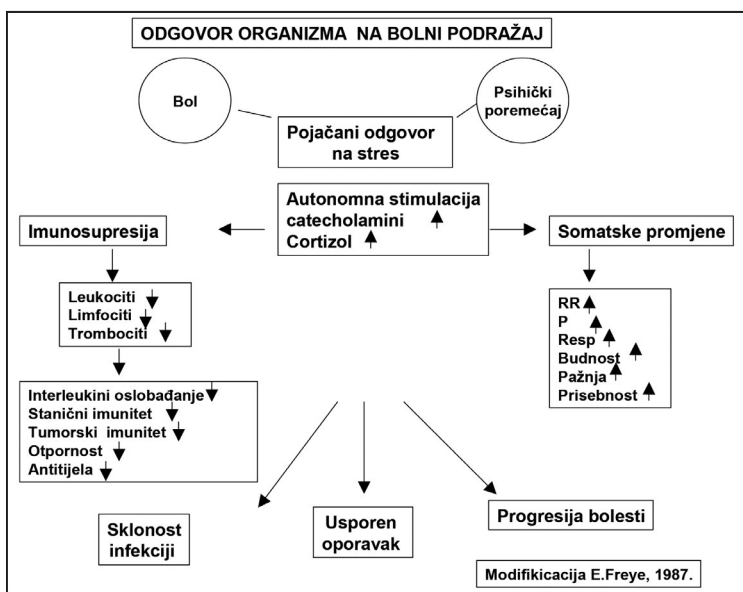 ODGOVOR ORGANIZMA NA BOLNI PODRAŽAJ
Bol
Psihički
poremećaj
Pojačani odgovor
na stres
Autonomna stimulacija
catecholamini
Cortizol
Imunosupresija
Somatske promjene
Leukociti
Limfociti
Trombociti
RR
P
Resp
Budnost
Pažnja
Prisebnost
Interleukini oslobađanje
Stanični imunitet
Tumorski imunitet
Otpornost
Antitijela
Sklonost
infekciji
Usporen
oporavak
Progresija bolesti
Modifikicacija E.Freye, 1987.